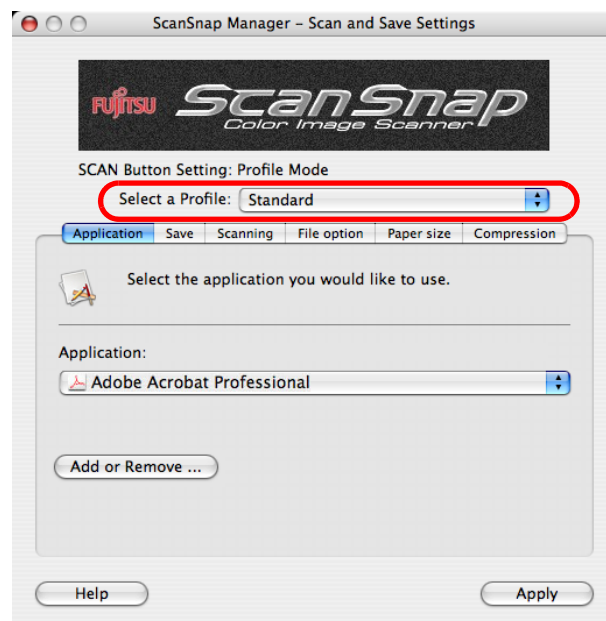 ScanSnap Manager – Scan and Save Settings
FUJITSU ScanSnap
Color Image Scanner
SCAN Button Setting: Profile Mode
Select a Profile: Standard
Application Save Scanning File option Paper size Compression
Select the application you would like to use.
Application:
Adobe Acrobat Professional
Add or Remove ...
Help Apply